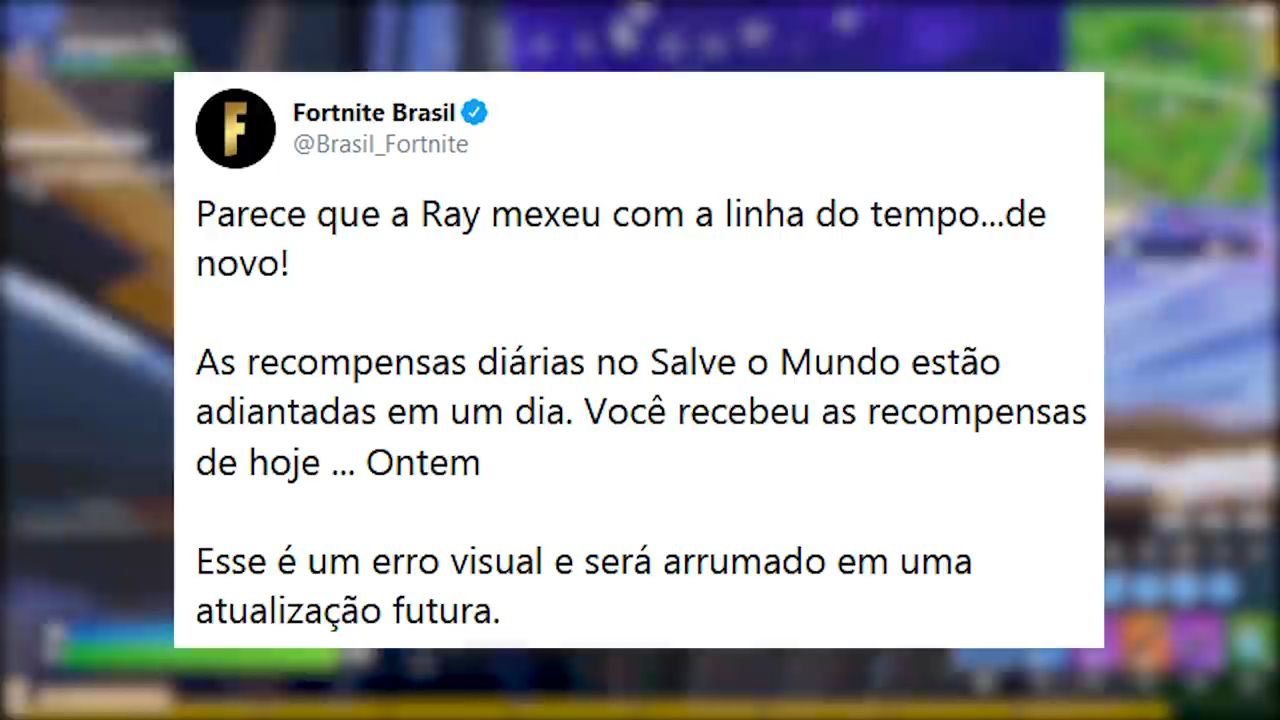 Fortnite Brasil
@Brasil_Fortnite
Parece que a Ray mexeu com a linha do tempo...de
novo!
As recompensas diárias no Salve o Mundo estão
adiantadas em um dia. Você recebeu as recompensas
de hoje ... Ontem
Esse é um erro visual e será arrumado em uma
atualização futura.